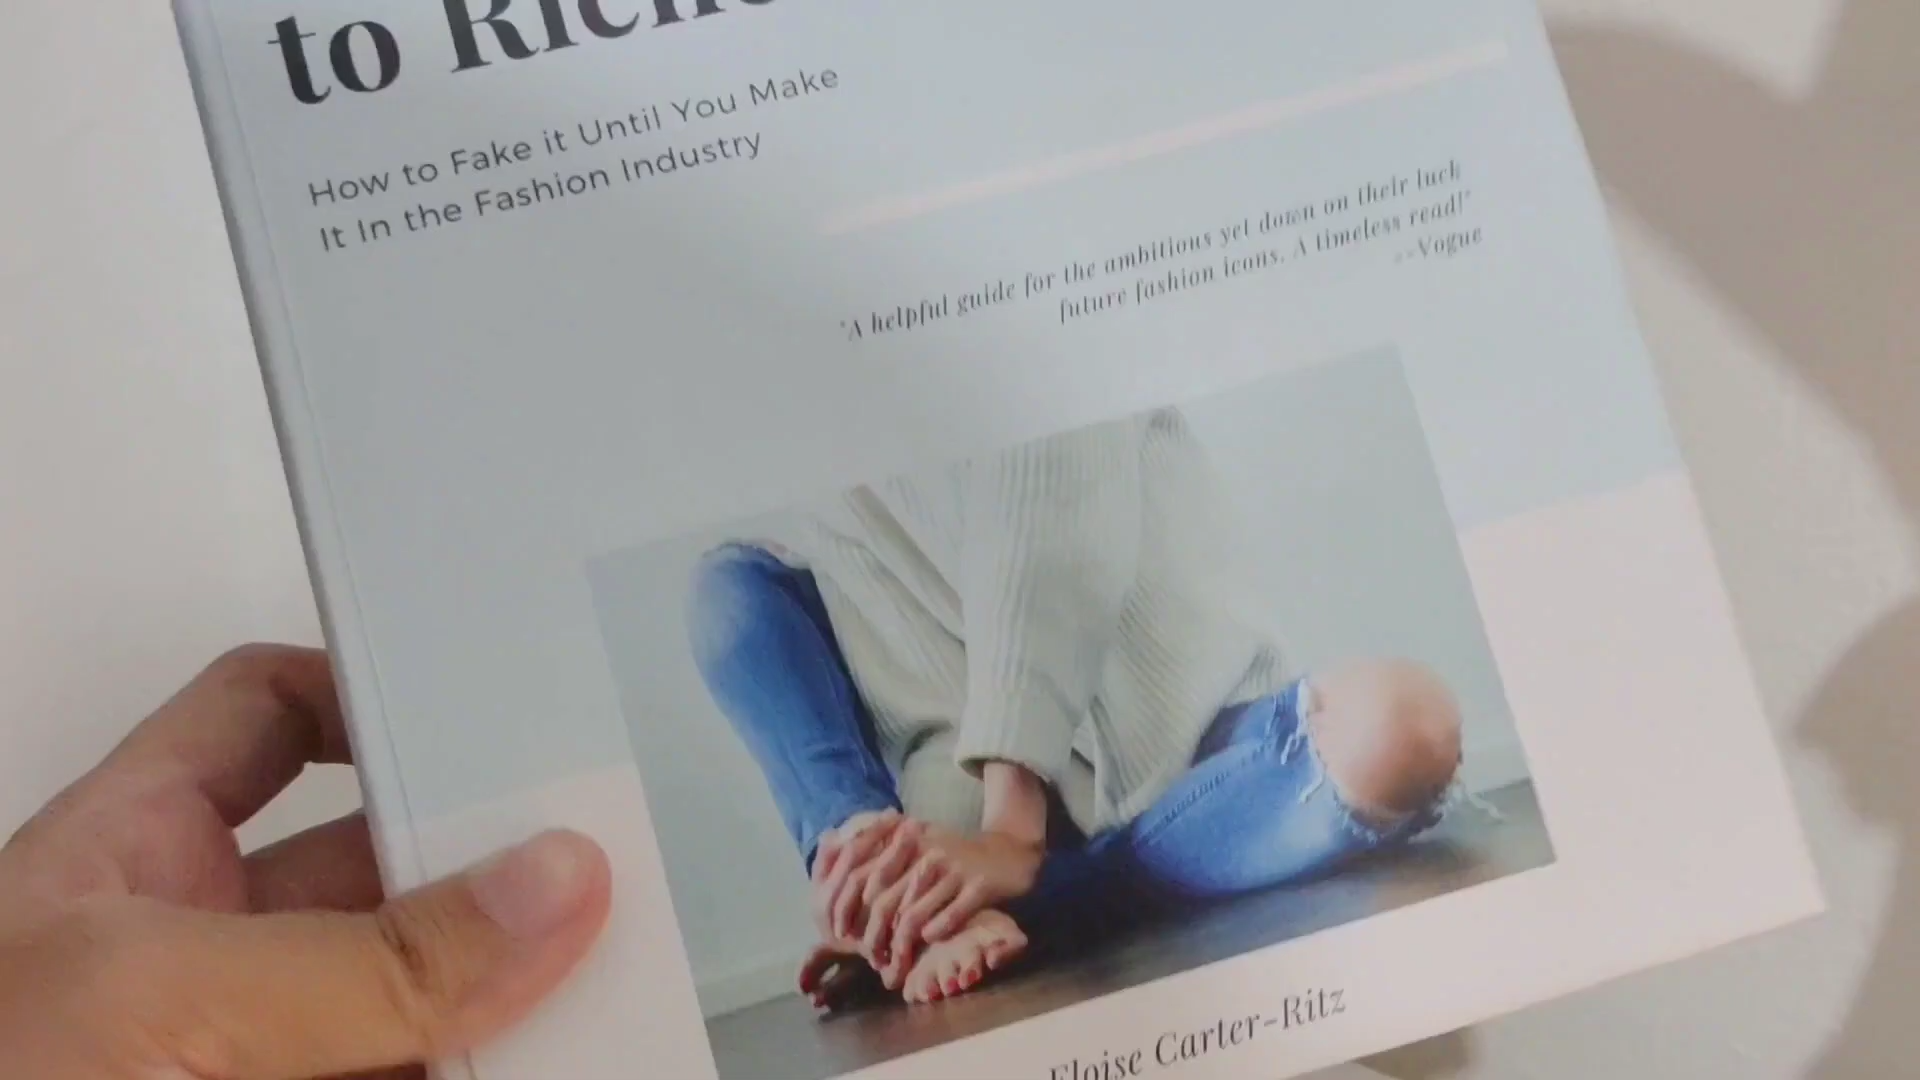 to
How to Fake it Until You Make
It In the Fashion Industry
"A helpful guide for the ambitious yet down on their luck
future fashion icons. A timeless read!"
--Vogue
Eloise Carter-Ritz